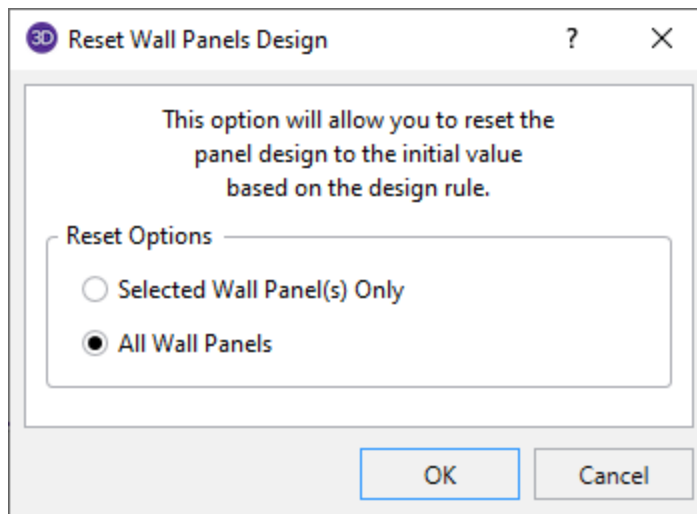 3D Reset Wall Panels Design ?
This option will allow you to reset the
panel design to the initial value
based on the design rule.
Reset Options
Selected Wall Panel(s) Only
All Wall Panels
OK Cancel